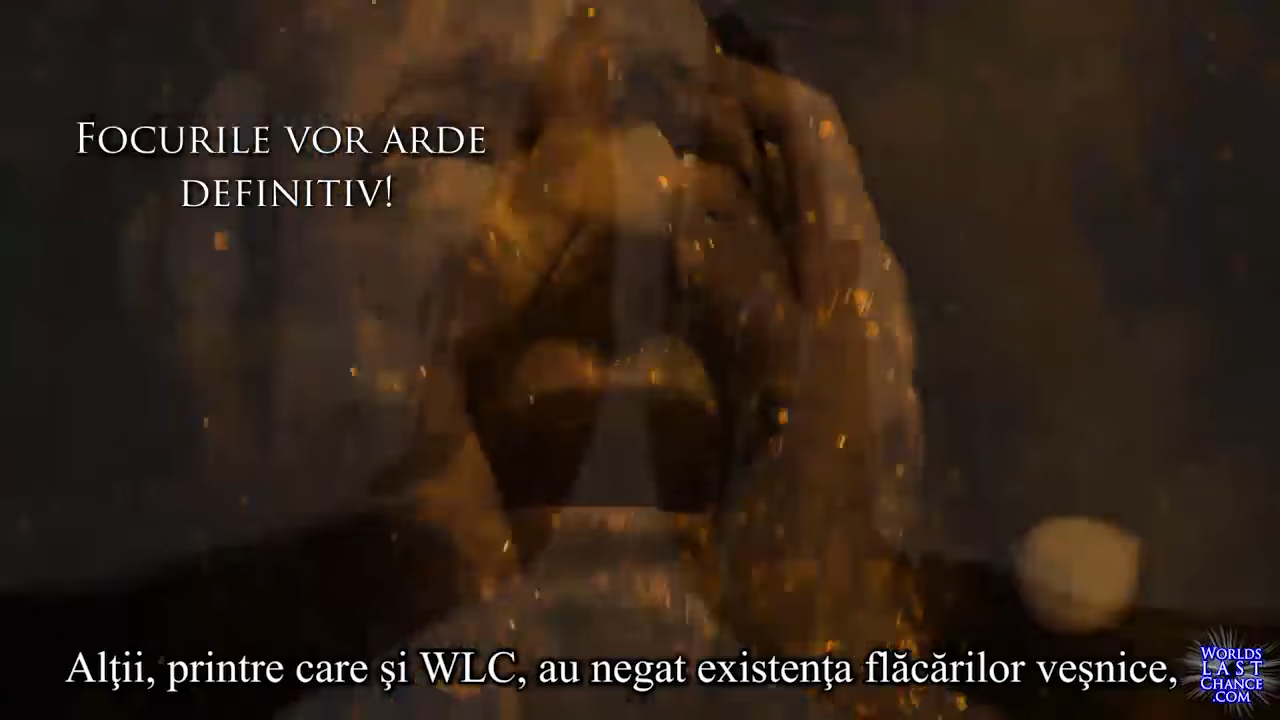 Focurile vor arde
definitiv!
Alţii, printre care şi WLC, au negat existenţa flăcărilor veşnice,
Worlds
Last
Chance
.com